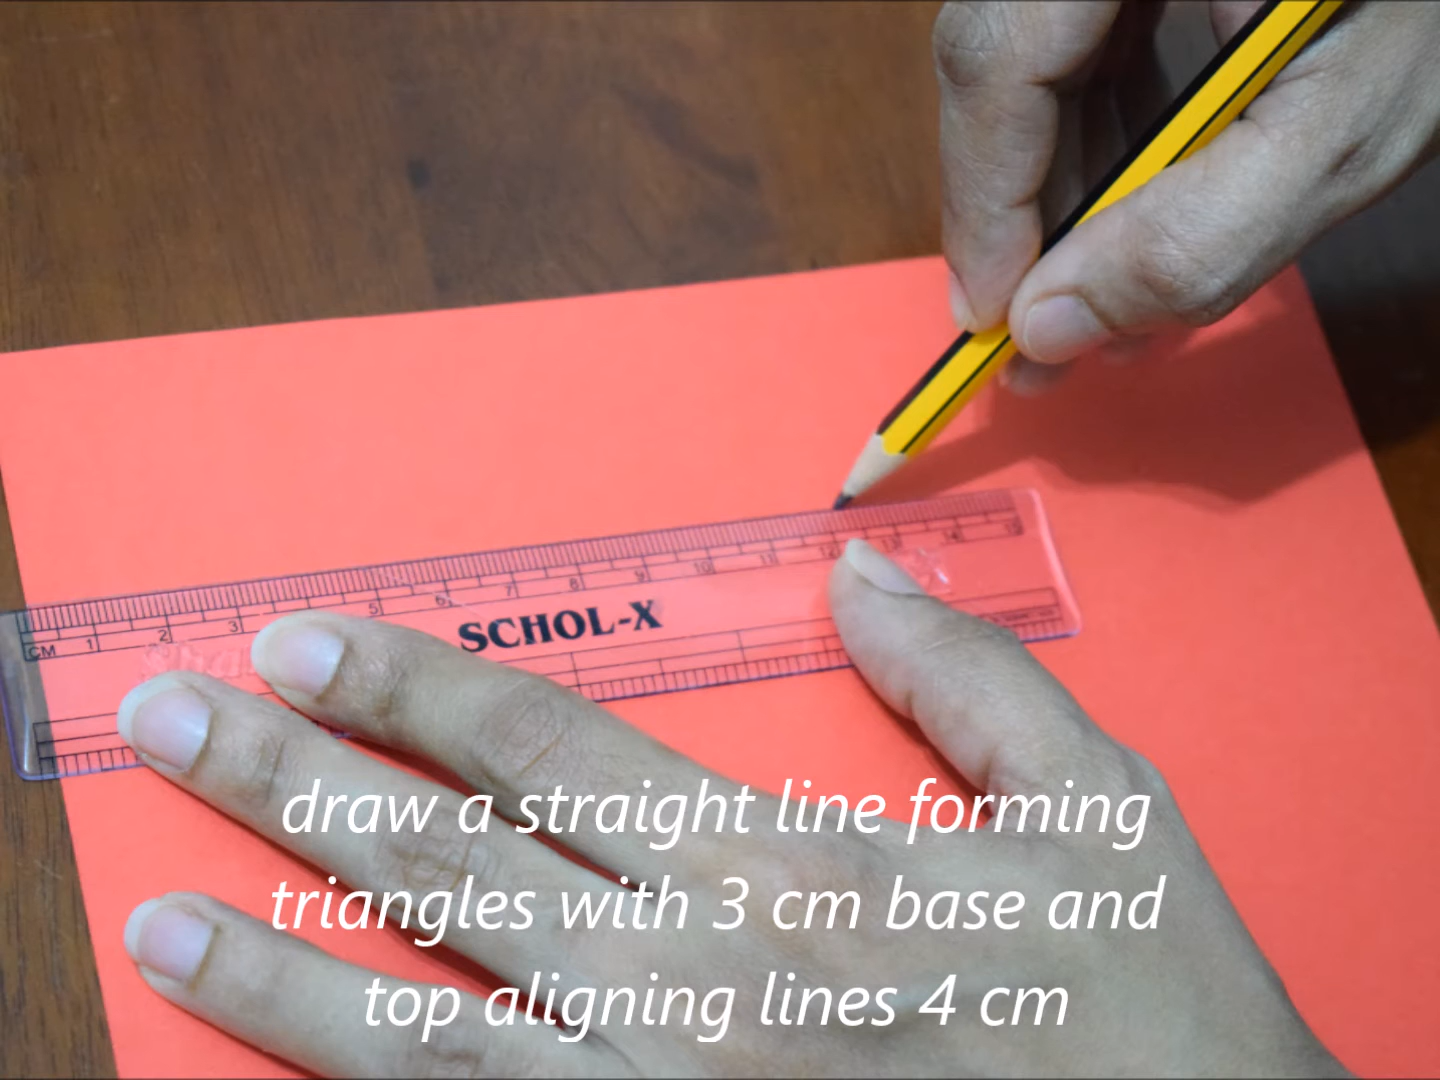 CM 1 2 3 5 6 7 8 9 10 11 12 13 14 15
SCHOL-X
draw a straight line forming
triangles with 3 cm base and
top aligning lines 4 cm